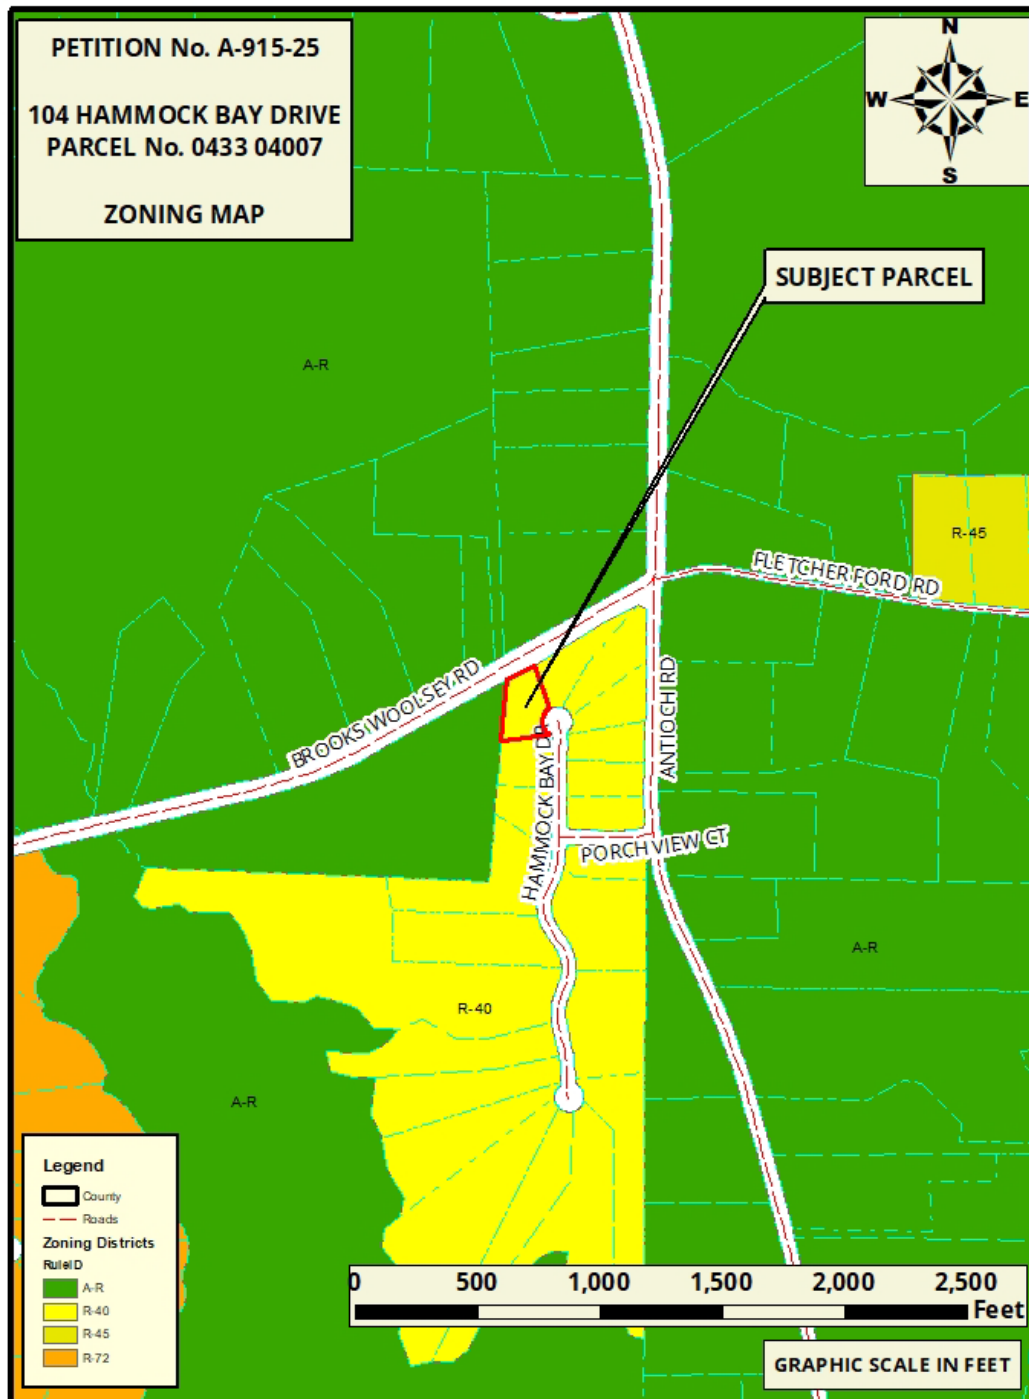 PETITION No. A-915-25
104 HAMMOCK BAY DRIVE
PARCEL No. 0433 04007
ZONING MAP
N
W
E
S
SUBJECT PARCEL
A-R
R-45
FLETCHER FORD RD
BROOKS WOOLSEY RD
ANTIOCH RD
HAMMOCK BAY DR
PORCH VIEW CT
A-R
R-40
A-R
Legend
County
Roads
Zoning Districts
RuleID
A-R
R-40
R-45
R-72
0 500 1,000 1,500 2,000 2,500
Feet
GRAPHIC SCALE IN FEET